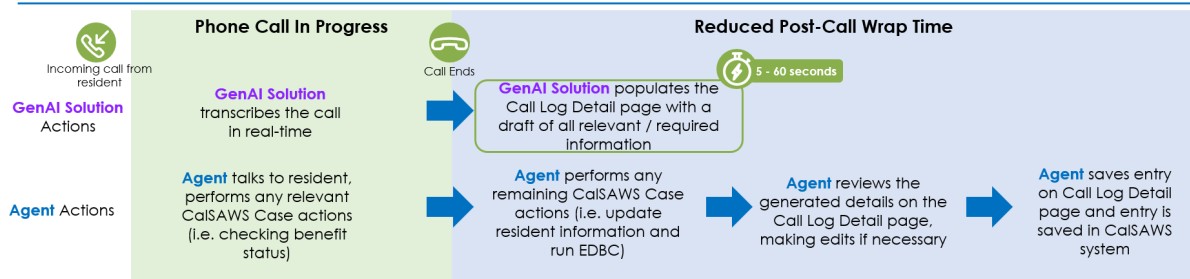 Phone Call In Progress
Reduced Post-Call Wrap Time
Incoming call from
resident
Call Ends
5 - 60 seconds
GenAI Solution
Actions
GenAI Solution
transcribes the call
in real-time
GenAI Solution populates the
Call Log Detail page with a
draft of all relevant / required
information
Agent Actions
Agent talks to resident,
performs any relevant
CalSAWS Case actions
(i.e. checking benefit
status)
Agent performs any
remaining CalSAWS Case
actions (i.e. update
resident information and
run EDBC)
Agent reviews the
generated details on the
Call Log Detail page,
making edits if necessary
Agent saves entry
on Call Log Detail
page and entry is
saved in CalSAWS
system